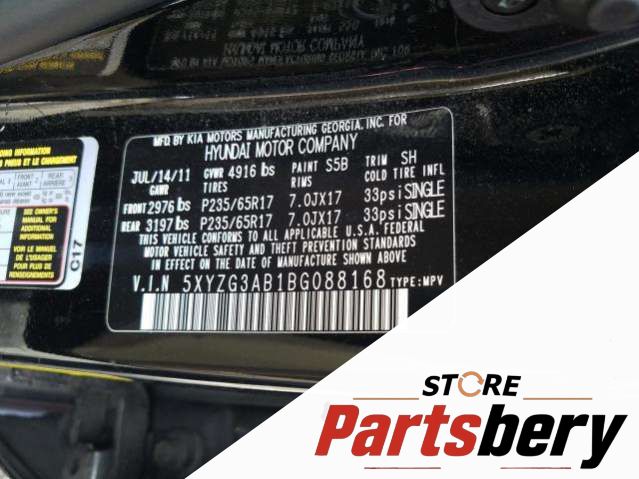 MFD. BY KIA MOTORS MANUFACTURING GEORGIA, INC. FOR
HYUNDAI MOTOR COMPANY
JUL/14/11 GVWR 4916 lbs PAINT S5B TRIM SH
GAWR TIRES COLD TIRE INFL
FRONT 2976 lbs P235/65R17 7.0JX17 33psi SINGLE
REAR 3197 lbs P235/65R17 7.0JX17 33psi SINGLE
THIS VEHICLE CONFORMS TO ALL APPLICABLE U.S.A. FEDERAL
MOTOR VEHICLE SAFETY AND THEFT PREVENTION STANDARDS
IN EFFECT ON THE DATE OF MANUFACTURE SHOWN ABOVE.
V.I.N 5XYZG3AB1BG088168 TYPE: MPV
FRONT
AVANT
REAR
ARRIÈRE
SEE OWNER'S
MANUAL FOR
ADDITIONAL
INFORMATION
VOIR LE MANUEL
DE L'USAGER
POUR PLUS DE
RENSEIGNEMENTS
C17
STORE
Partsbery